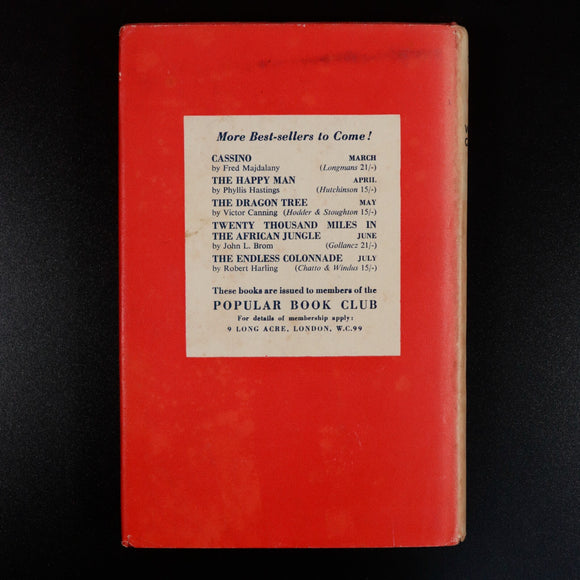 More Best-sellers to Come!
CASSINO MARCH
by Fred Majdalany (Longmans 21/-)
THE HAPPY MAN APRIL
by Phyllis Hastings (Hutchinson 15/-)
THE DRAGON TREE MAY
by Victor Canning (Hodder & Stoughton 15/-)
TWENTY THOUSAND MILES IN
THE AFRICAN JUNGLE JUNE
by John L. Brom (Gollancz 21/-)
THE ENDLESS COLONNADE JULY
by Robert Harling (Chatto & Windus 15/-)
These books are issued to members of the
POPULAR BOOK CLUB
For details of membership apply:
9 LONG ACRE, LONDON, W.C.99